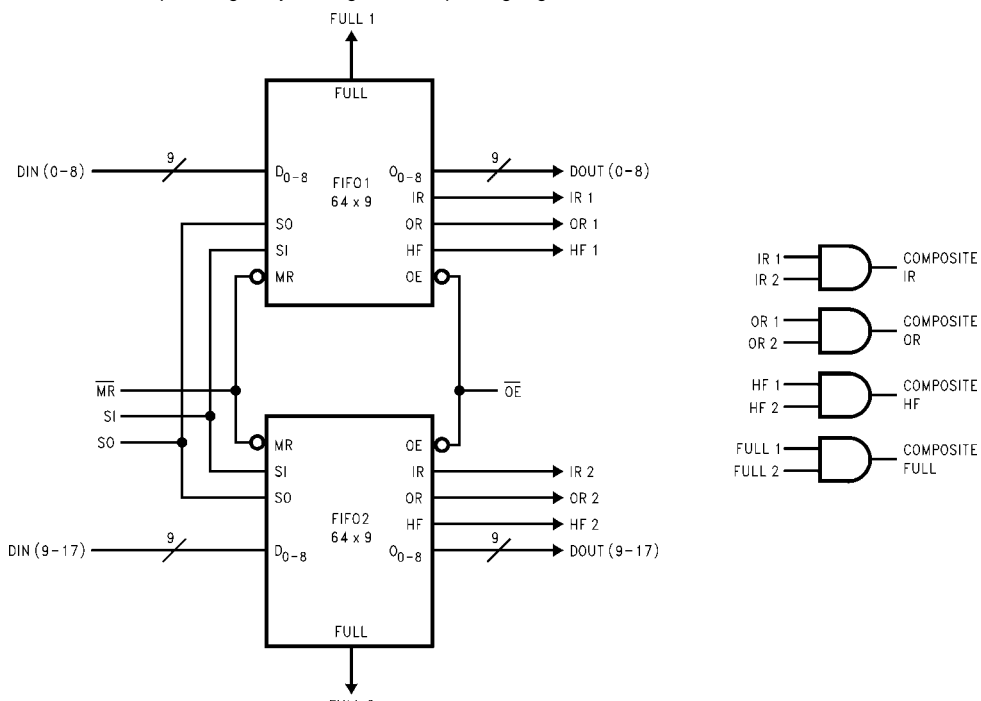 FULL 1
FULL
DIN (0–8)
9
D0–8
O0–8
9
DOUT (0–8)
FIFO1
64 x 9
IR
IR 1
SO
OR
OR 1
SI
HF
HF 1
MR
OE
MR
OE
SI
SO
MR
OE
SI
IR
IR 2
SO
OR
OR 2
FIFO2
64 x 9
HF
HF 2
DIN (9–17)
9
D0–8
O0–8
9
DOUT (9–17)
FULL
IR 1
IR 2
COMPOSITE
IR
OR 1
OR 2
COMPOSITE
OR
HF 1
HF 2
COMPOSITE
HF
FULL 1
FULL 2
COMPOSITE
FULL